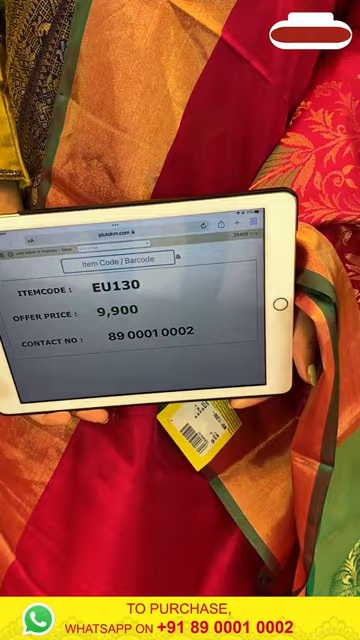 Item Code / Barcode
ITEMCODE : EU130
OFFER PRICE : 9,900
CONTACT NO : 89 0001 0002
TO PURCHASE,
WHATSAPP ON +91 89 0001 0002